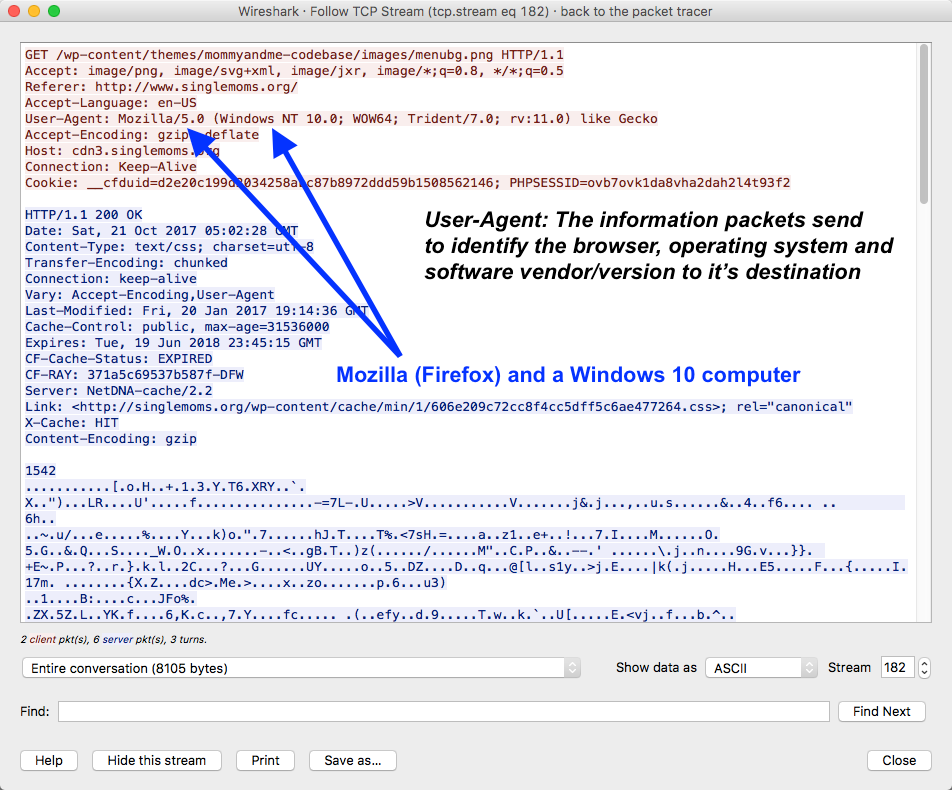 Wireshark · Follow TCP Stream (tcp.stream eq 182) · back to the packet tracer
GET /wp-content/themes/mommyandme-codebase/images/menubg.png HTTP/1.1
Accept: image/png, image/svg+xml, image/jxr, image/*;q=0.8, */*;q=0.5
Referer: http://www.singlemoms.org/
Accept-Language: en-US
User-Agent: Mozilla/5.0 (Windows NT 10.0; WOW64; Trident/7.0; rv:11.0) like Gecko
Accept-Encoding: gzip, deflate
Host: cdn3.singlemoms.org
Connection: Keep-Alive
Cookie: PHPSESSID=ovb7ovk1da8vha2dah2l4t93f2
HTTP/1.1 200 OK
Date: Sat, 21 Oct 2017 05:02:28 GMT
Content-Type: text/css; charset=utf-8
Transfer-Encoding: chunked
Connection: keep-alive
Vary: Accept-Encoding,User-Agent
Last-Modified: Fri, 20 Jan 2017 19:14:36 GMT
Cache-Control: public, max-age=31536000
Expires: Tue, 19 Jun 2018 23:45:15 GMT
CF-Cache-Status: EXPIRED
CF-RAY: 371a5c69537b587f-DFW
Server: NetDNA-cache/2.2
Link: <http://singlemoms.org/wp-content/cache/min/1/606e209c72cc8f4cc5dff5c6ae477264.css>; rel="canonical"
X-Cache: HIT
Content-Encoding: gzip
User-Agent: The information packets send
to identify the browser, operating system and
software vendor/version to it's destination
Mozilla (Firefox) and a Windows 10 computer
1542
...........[.o.H..+.1.3.Y.T6.XRY..`.
X..")...LR....U'.....f...............-=7L-.U.....>V...........V.......j&.j...,..u.s......&..4..f6.... ..
6h..
..~.u/...e.....%....Y...k)o.".7......hJ.T....T%.<7sH.=....a..z1..e+..!...7.I....M......O.
5.G..&.Q...S...._W.O..x.......-..<..gB.T..)z(....../......M"..C.P..&..--.' ......\.j..n....9G.v...}}.
+E~.P...?..r.}.k.l..2C...?...G.....UY.....o..5..DZ....D..q...@[l..s1y..>j.E....|k(.j.....H...E5.....F...{.....I.
17m. ........{X.Z....dc>.Me.>....x..zo.......p.6...u3)
..1....B:....c...JFo%.
.ZX.5Z.L..YK.f....6,K.c..,7.Y....fc..... .(..efy..d.9.....T.w..k.`..U[.....E.<vj..f...b.^..
2 client pkt(s), 6 server pkt(s), 3 turns.
Entire conversation (8105 bytes)
Show data as
ASCII
Stream
182
Find:
Find Next
Help
Hide this stream
Print
Save as...
Close